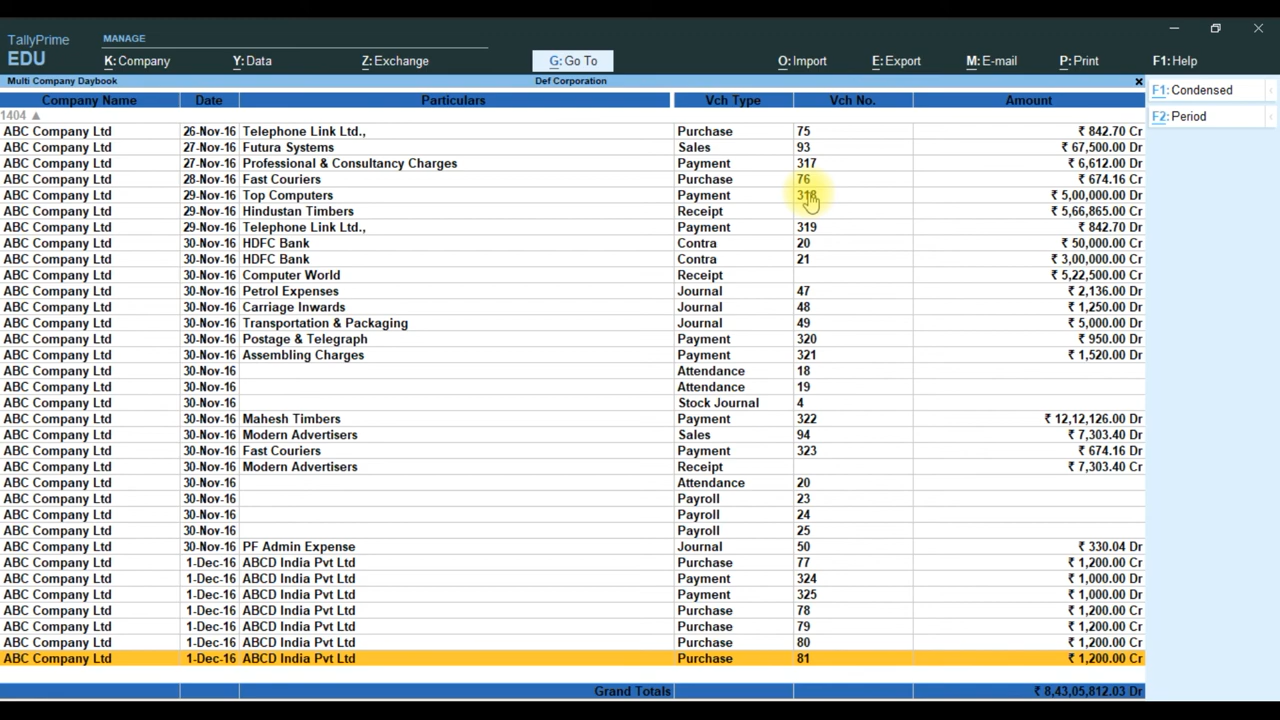 TallyPrime
EDU
MANAGE
K:Company Y:Data Z:Exchange G:Go To O:Import E:Export M:E-mail P:Print F1:Help
Multi Company Daybook Def Corporation
F1:Condensed
F2:Period
Company Name Date Particulars Vch Type Vch No. Amount
1404 ▲
ABC Company Ltd 26-Nov-16 Telephone Link Ltd., Purchase 75 ₹ 842.70 Cr
ABC Company Ltd 27-Nov-16 Futura Systems Sales 93 ₹ 67,500.00 Dr
ABC Company Ltd 27-Nov-16 Professional & Consultancy Charges Payment 317 ₹ 6,612.00 Dr
ABC Company Ltd 28-Nov-16 Fast Couriers Purchase 76 ₹ 674.16 Cr
ABC Company Ltd 29-Nov-16 Top Computers Payment 318 ₹ 5,00,000.00 Dr
ABC Company Ltd 29-Nov-16 Hindustan Timbers Receipt ₹ 5,66,865.00 Cr
ABC Company Ltd 29-Nov-16 Telephone Link Ltd., Payment 319 ₹ 842.70 Dr
ABC Company Ltd 30-Nov-16 HDFC Bank Contra 20 ₹ 50,000.00 Cr
ABC Company Ltd 30-Nov-16 HDFC Bank Contra 21 ₹ 3,00,000.00 Cr
ABC Company Ltd 30-Nov-16 Computer World Receipt ₹ 5,22,500.00 Cr
ABC Company Ltd 30-Nov-16 Petrol Expenses Journal 47 ₹ 2,136.00 Dr
ABC Company Ltd 30-Nov-16 Carriage Inwards Journal 48 ₹ 1,250.00 Dr
ABC Company Ltd 30-Nov-16 Transportation & Packaging Journal 49 ₹ 5,000.00 Dr
ABC Company Ltd 30-Nov-16 Postage & Telegraph Payment 320 ₹ 950.00 Dr
ABC Company Ltd 30-Nov-16 Assembling Charges Payment 321 ₹ 1,520.00 Dr
ABC Company Ltd 30-Nov-16 Attendance 18
ABC Company Ltd 30-Nov-16 Attendance 19
ABC Company Ltd 30-Nov-16 Stock Journal 4
ABC Company Ltd 30-Nov-16 Mahesh Timbers Payment 322 ₹ 12,12,126.00 Dr
ABC Company Ltd 30-Nov-16 Modern Advertisers Sales 94 ₹ 7,303.40 Dr
ABC Company Ltd 30-Nov-16 Fast Couriers Payment 323 ₹ 674.16 Dr
ABC Company Ltd 30-Nov-16 Modern Advertisers Receipt ₹ 7,303.40 Cr
ABC Company Ltd 30-Nov-16 Attendance 20
ABC Company Ltd 30-Nov-16 Payroll 23
ABC Company Ltd 30-Nov-16 Payroll 24
ABC Company Ltd 30-Nov-16 Payroll 25
ABC Company Ltd 30-Nov-16 PF Admin Expense Journal 50 ₹ 330.04 Dr
ABC Company Ltd 1-Dec-16 ABCD India Pvt Ltd Purchase 77 ₹ 1,200.00 Cr
ABC Company Ltd 1-Dec-16 ABCD India Pvt Ltd Payment 324 ₹ 1,000.00 Dr
ABC Company Ltd 1-Dec-16 ABCD India Pvt Ltd Payment 325 ₹ 1,000.00 Dr
ABC Company Ltd 1-Dec-16 ABCD India Pvt Ltd Purchase 78 ₹ 1,200.00 Cr
ABC Company Ltd 1-Dec-16 ABCD India Pvt Ltd Purchase 79 ₹ 1,200.00 Cr
ABC Company Ltd 1-Dec-16 ABCD India Pvt Ltd Purchase 80 ₹ 1,200.00 Cr
ABC Company Ltd 1-Dec-16 ABCD India Pvt Ltd Purchase 81 ₹ 1,200.00 Cr
Grand Totals ₹ 8,43,05,812.03 Dr